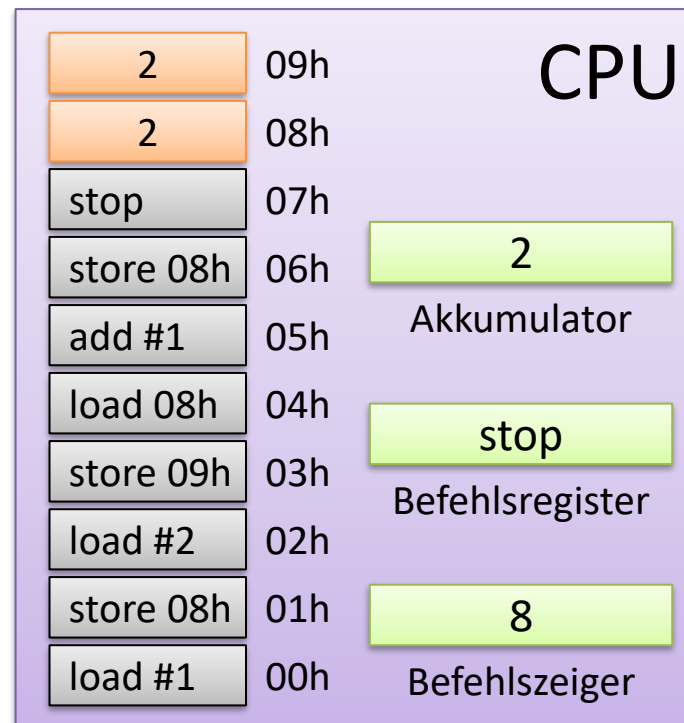 CPU
2 09h
2 08h
stop 07h
store 08h 06h
add #1 05h
load 08h 04h
store 09h 03h
load #2 02h
store 08h 01h
load #1 00h
2
Akkumulator
stop
Befehlsregister
8
Befehlszeiger